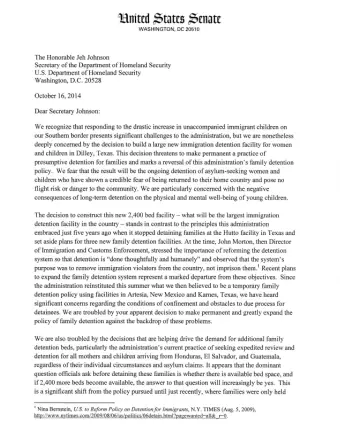 United States Senate
WASHINGTON, DC 20510
The Honorable Jeh Johnson
Secretary of the Department of Homeland Security
U.S. Department of Homeland Security
Washington, D.C. 20528
October 16, 2014
Dear Secretary Johnson:
We recognize that responding to the drastic increase in unaccompanied immigrant children on
our Southern border presents significant challenges to the administration, but we are nonetheless
deeply concerned by the decision to build a large new immigration detention facility for women
and children in Dilley, Texas. This decision threatens to make permanent a practice of
presumptive detention for families and marks a reversal of this administration's family detention
policy. We fear that the result will be the ongoing detention of asylum-seeking women and
children who have shown a credible fear of being returned to their home country and pose no
flight risk or danger to the community. We are particularly concerned with the negative
consequences of long-term detention on the physical and mental well-being of young children.
The decision to construct this new 2,400 bed facility – what will be the largest immigration
detention facility in the country – stands in contrast to the principles this administration
embraced just five years ago when it stopped detaining families at the Hutto facility in Texas and
set aside plans for three new family detention facilities. At the time, John Morton, then Director
of Immigration and Customs Enforcement, stressed the importance of reforming the detention
system so that detention is "done thoughtfully and humanely" and observed that the system's
purpose was to remove immigration violators from the country, not imprison them.1 Recent plans
to expand the family detention system represent a marked departure from these objectives. Since
the administration reinstituted this summer what we then believed to be a temporary family
detention policy using facilities in Artesia, New Mexico and Karnes, Texas, we have heard
significant concerns regarding the conditions of confinement and obstacles to due process for
detainees. We are troubled by your apparent decision to make permanent and greatly expand the
policy of family detention against the backdrop of these problems.
We are also troubled by the decisions that are helping drive the demand for additional family
detention beds, particularly the administration's current practice of seeking expedited review and
detention for all mothers and children arriving from Honduras, El Salvador, and Guatemala,
regardless of their individual circumstances and asylum claims. It appears that the dominant
question officials ask before detaining these families is whether there is available bed space, and
if 2,400 more beds become available, the answer to that question will increasingly be yes. This
is a significant shift from the policy pursued until just recently, where families were only held
1 Nina Bernstein, U.S. to Reform Policy on Detention for Immigrants, N.Y. TIMES (Aug. 5, 2009),
http://www.nytimes.com/2009/08/06/us/politics/06detain.html?pagewanted=all&_r=0.